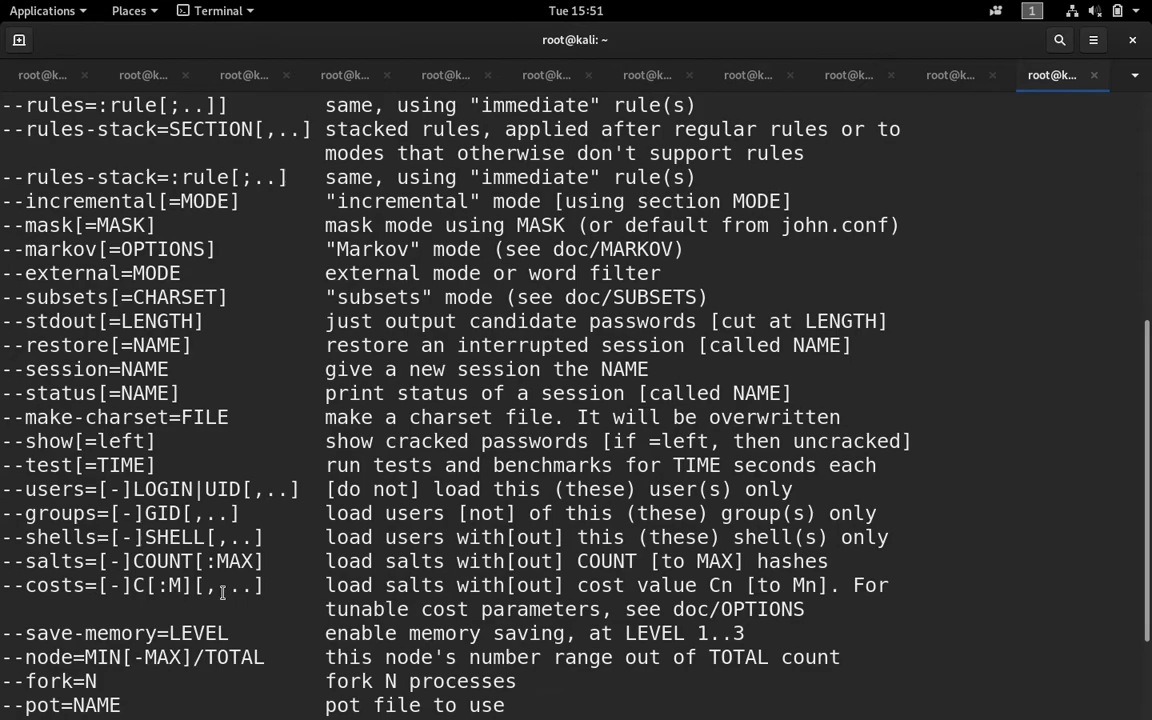 Applications Places Terminal Tue 15:51 1
root@kali: ~
root@k... root@k... root@k... root@k... root@k... root@k... root@k... root@k... root@k... root@k... root@k...
--rules=:rule[;..]] same, using "immediate" rule(s)
--rules-stack=SECTION[,..] stacked rules, applied after regular rules or to
modes that otherwise don't support rules
--rules-stack=:rule[;..] same, using "immediate" rule(s)
--incremental[=MODE] "incremental" mode [using section MODE]
--mask[=MASK] mask mode using MASK (or default from john.conf)
--markov[=OPTIONS] "Markov" mode (see doc/MARKOV)
--external=MODE external mode or word filter
--subsets[=CHARSET] "subsets" mode (see doc/SUBSETS)
--stdout[=LENGTH] just output candidate passwords [cut at LENGTH]
--restore[=NAME] restore an interrupted session [called NAME]
--session=NAME give a new session the NAME
--status[=NAME] print status of a session [called NAME]
--make-charset=FILE make a charset file. It will be overwritten
--show[=left] show cracked passwords [if =left, then uncracked]
--test[=TIME] run tests and benchmarks for TIME seconds each
--users=[-]LOGIN|UID[,..] [do not] load this (these) user(s) only
--groups=[-]GID[,..] load users [not] of this (these) group(s) only
--shells=[-]SHELL[,..] load users with[out] this (these) shell(s) only
--salts=[-]COUNT[:MAX] load salts with[out] COUNT [to MAX] hashes
--costs=[-]C[:M][,...] load salts with[out] cost value Cn [to Mn]. For
tunable cost parameters, see doc/OPTIONS
--save-memory=LEVEL enable memory saving, at LEVEL 1..3
--node=MIN[-MAX]/TOTAL this node's number range out of TOTAL count
--fork=N fork N processes
--pot=NAME pot file to use